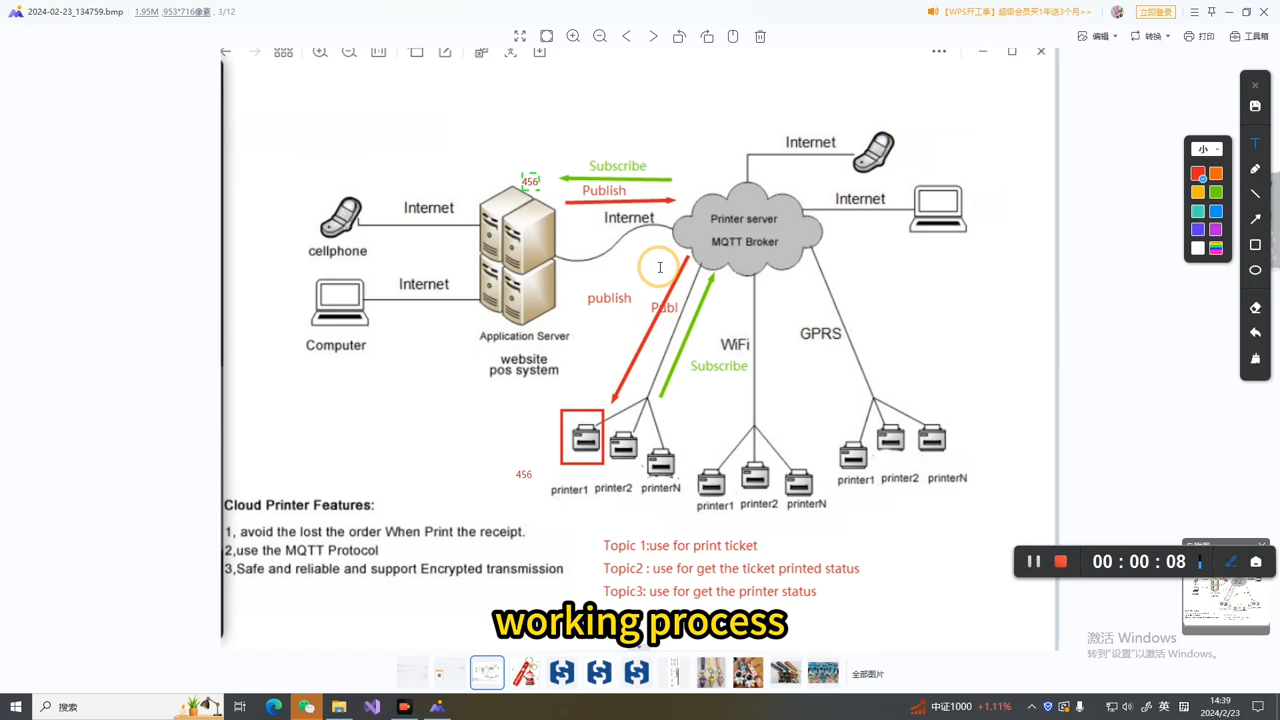 2024-02-23_134759.bmp
1.95M
953*716像素
3/12
【WPS开工季】超级会员买1年送3个月>>
立即登录
编辑
转换
打印
工具箱
小
Internet
Subscribe
456
Publish
Internet
Internet
Internet
Printer server
MQTT Broker
cellphone
Internet
publish
Publ
Application Server
GPRS
WiFi
Computer
website
pos system
Subscribe
456
printer1 printer2 printerN
printer1 printer2 printerN
printer1 printer2 printerN
Cloud Printer Features:
1, avoid the lost the order When Print the receipt.
2,use the MQTT Protocol
3,Safe and reliable and support Encrypted transmission
Topic 1:use for print ticket
Topic2 : use for get the ticket printed status
Topic3: use for get the printer status
00:00:08
working process
激活 Windows
转到"设置"以激活 Windows。
全部图片
搜索
中证1000 +1.11%
英
拼
14:39
2024/2/23